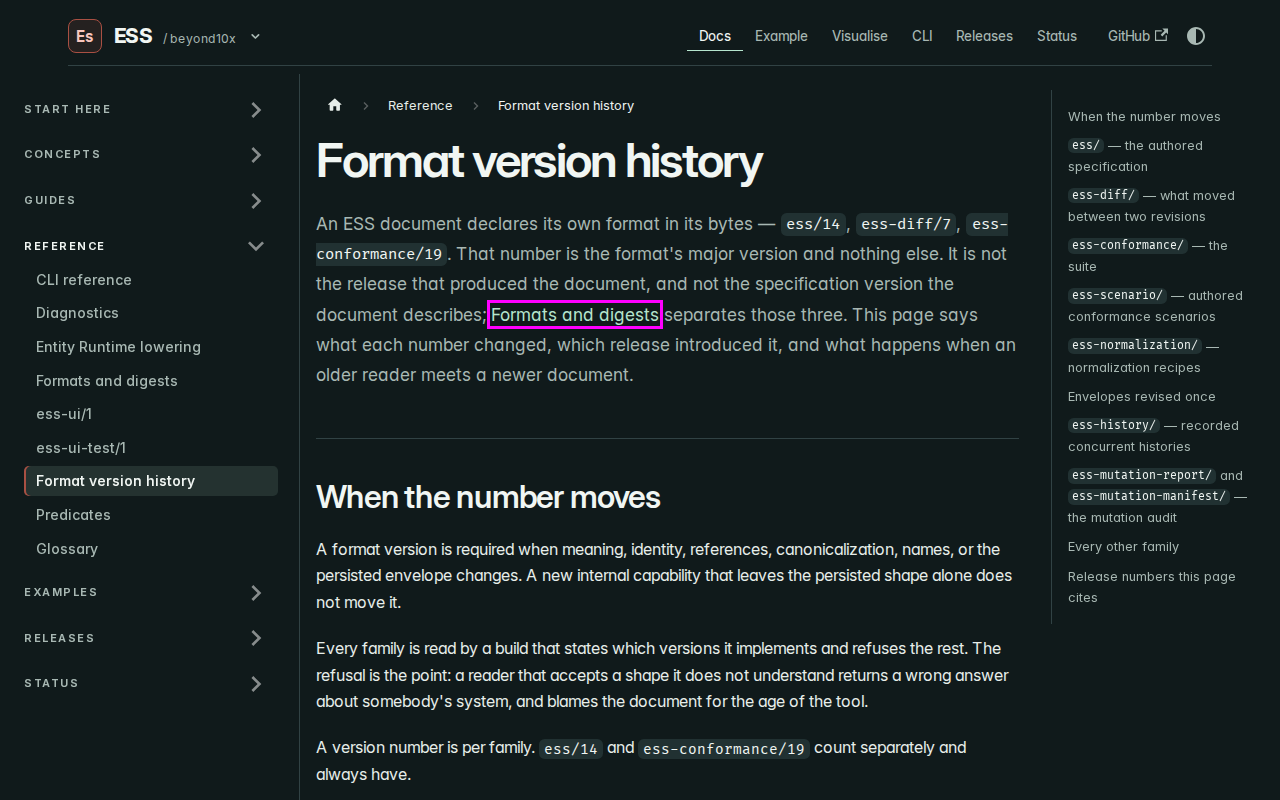 Es ESS / beyond10x
Docs Example Visualise CLI Releases Status GitHub
START HERE
CONCEPTS
GUIDES
REFERENCE
CLI reference
Diagnostics
Entity Runtime lowering
Formats and digests
ess-ui/1
ess-ui-test/1
Format version history
Predicates
Glossary
EXAMPLES
RELEASES
STATUS
Reference Format version history
Format version history
An ESS document declares its own format in its bytes — ess/14, ess-diff/7, ess-
conformance/19. That number is the format's major version and nothing else. It is not
the release that produced the document, and not the specification version the
document describes; Formats and digests separates those three. This page says
what each number changed, which release introduced it, and what happens when an
older reader meets a newer document.
When the number moves
A format version is required when meaning, identity, references, canonicalization, names, or the
persisted envelope changes. A new internal capability that leaves the persisted shape alone does
not move it.
Every family is read by a build that states which versions it implements and refuses the rest. The
refusal is the point: a reader that accepts a shape it does not understand returns a wrong answer
about somebody's system, and blames the document for the age of the tool.
A version number is per family. ess/14 and ess-conformance/19 count separately and
always have.
When the number moves
ess/ — the authored
specification
ess-diff/ — what moved
between two revisions
ess-conformance/ — the
suite
ess-scenario/ — authored
conformance scenarios
ess-normalization/ —
normalization recipes
Envelopes revised once
ess-history/ — recorded
concurrent histories
ess-mutation-report/ and
ess-mutation-manifest/ —
the mutation audit
Every other family
Release numbers this page
cites